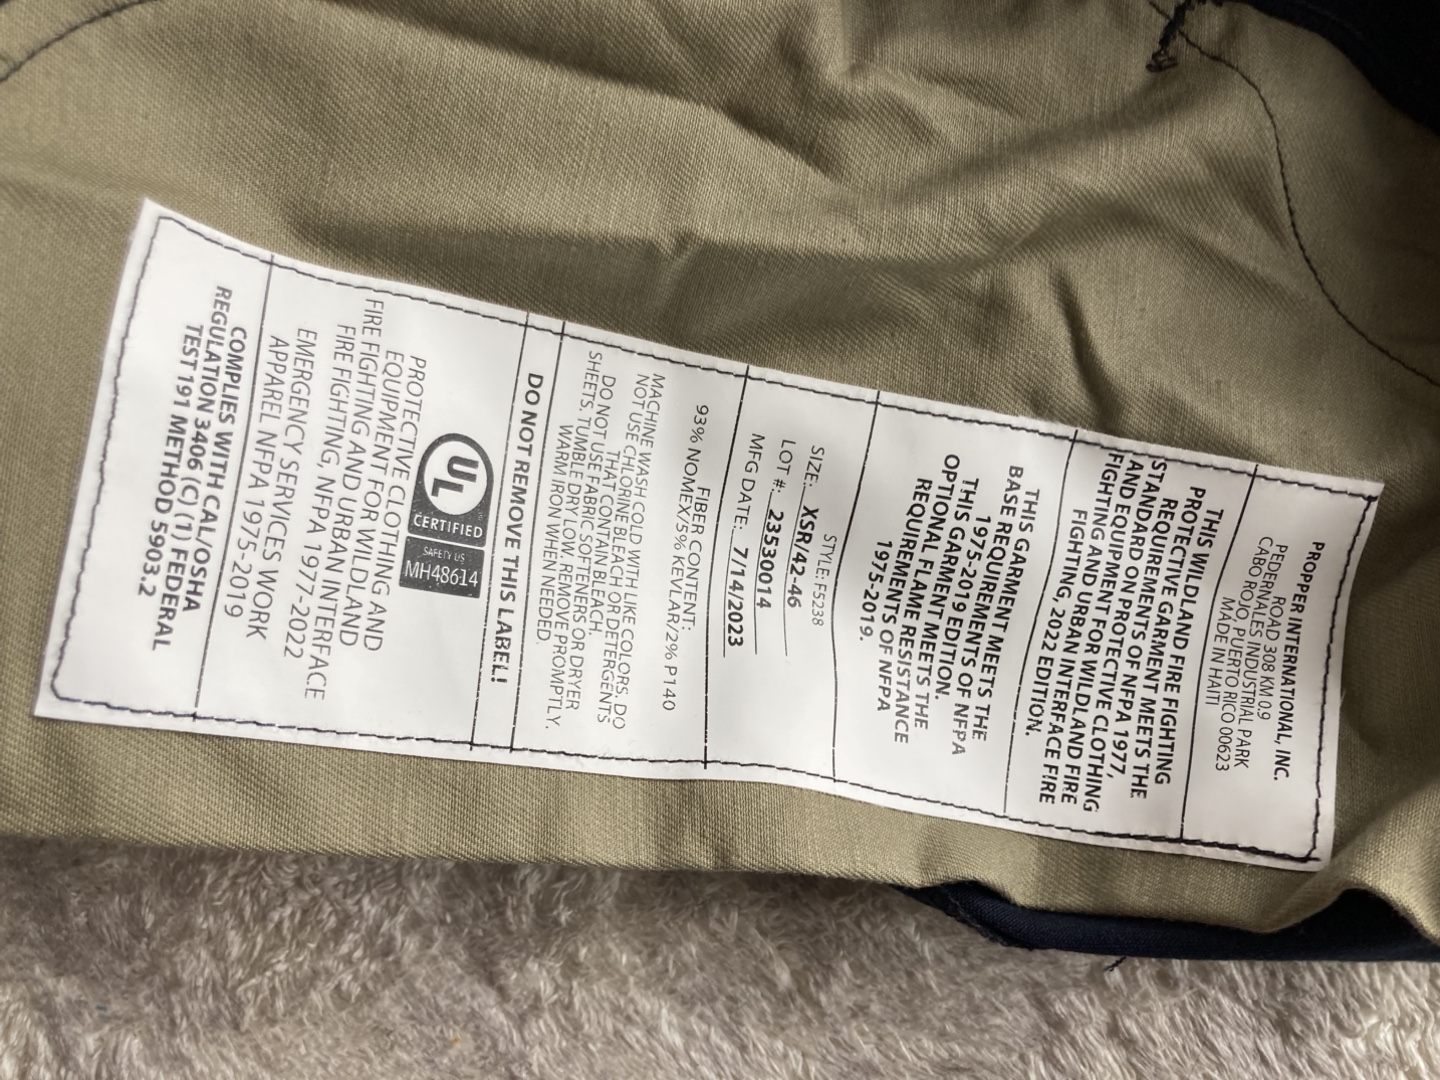 PROPPER INTERNATIONAL, INC.
ROAD 308 KM 0.9
PEDERNALES INDUSTRIAL PARK
CABO ROJO, PUERTO RICO 00623
MADE IN HAITI
THIS WILDLAND FIRE FIGHTING
PROTECTIVE GARMENT MEETS THE
REQUIREMENTS OF NFPA 1977,
STANDARD ON PROTECTIVE CLOTHING
AND EQUIPMENT FOR WILDLAND FIRE
FIGHTING AND URBAN INTERFACE FIRE
FIGHTING, 2022 EDITION.
THIS GARMENT MEETS THE
BASE REQUIREMENTS OF NFPA
1975-2019 EDITION.
THIS GARMENT MEETS THE
OPTIONAL FLAME RESISTANCE
REQUIREMENTS OF NFPA
1975-2019.
STYLE: F5238
SIZE: XSR/42-46
LOT #: 23530014
MFG DATE: 7/14/2023
FIBER CONTENT:
93% NOMEX/5% KEVLAR/2% P140
MACHINE WASH COLD WITH LIKE COLORS. DO
NOT USE CHLORINE BLEACH OR DETERGENTS
THAT CONTAIN BLEACH.
DO NOT USE FABRIC SOFTENERS OR DRYER
SHEETS. TUMBLE DRY LOW. REMOVE PROMPTLY.
WARM IRON WHEN NEEDED.
DO NOT REMOVE THIS LABEL!
UL
CERTIFIED
SAFETY US
MH48614
PROTECTIVE CLOTHING AND
EQUIPMENT FOR WILDLAND
FIRE FIGHTING AND URBAN INTERFACE
FIRE FIGHTING, NFPA 1977-2022
EMERGENCY SERVICES WORK
APPAREL NFPA 1975-2019
COMPLIES WITH CAL/OSHA
REGULATION 3406 (C) (1) FEDERAL
TEST 191 METHOD 5903.2